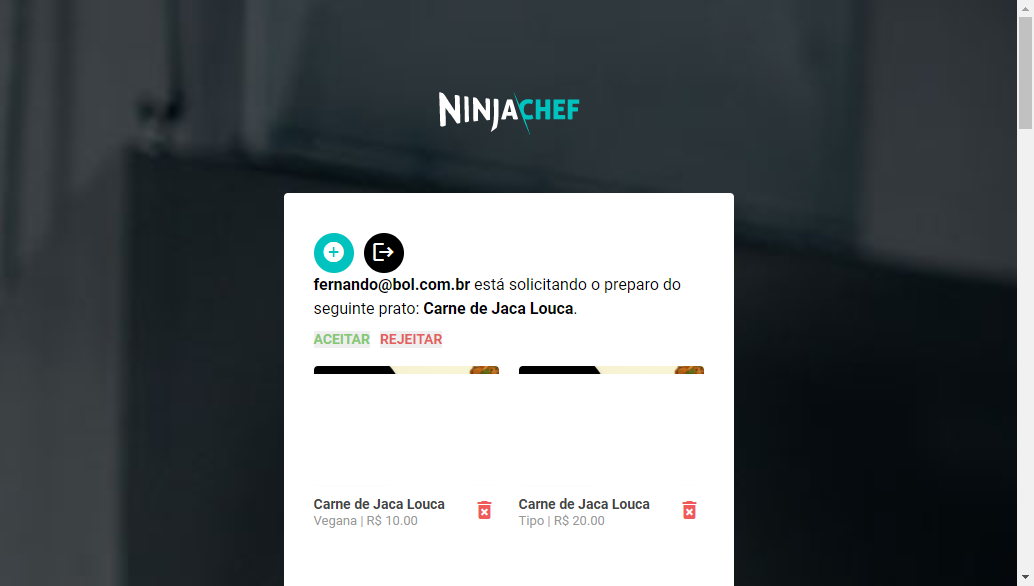 NINJACHEF
fernando@bol.com.br está solicitando o preparo do
seguinte prato: Carne de Jaca Louca.
ACEITAR REJEITAR
Carne de Jaca Louca Carne de Jaca Louca
Vegana | R$ 10.00 Tipo | R$ 20.00